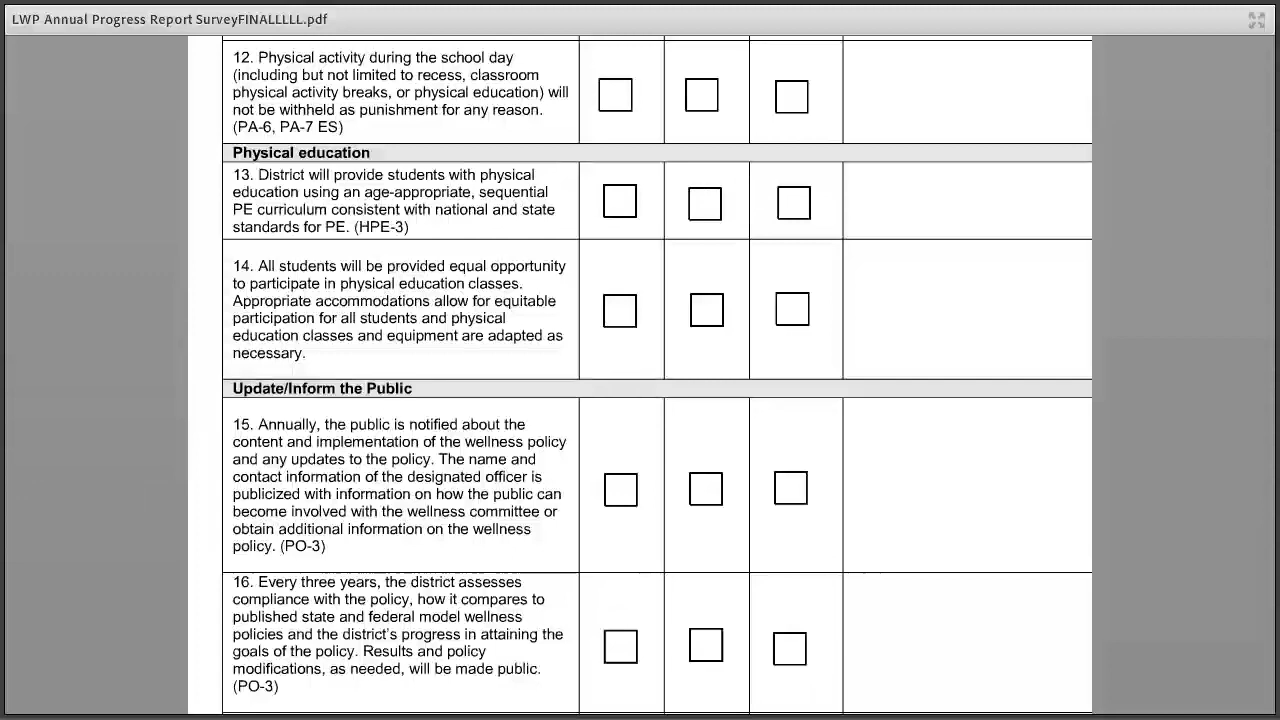 LWP Annual Progress Report SurveyFINALLLLL.pdf
12. Physical activity during the school day
(including but not limited to recess, classroom
physical activity breaks, or physical education) will
not be withheld as punishment for any reason.
(PA-6, PA-7 ES)
Physical education
13. District will provide students with physical
education using an age-appropriate, sequential
PE curriculum consistent with national and state
standards for PE. (HPE-3)
14. All students will be provided equal opportunity
to participate in physical education classes.
Appropriate accommodations allow for equitable
participation for all students and physical
education classes and equipment are adapted as
necessary.
Update/Inform the Public
15. Annually, the public is notified about the
content and implementation of the wellness policy
and any updates to the policy. The name and
contact information of the designated officer is
publicized with information on how the public can
become involved with the wellness committee or
obtain additional information on the wellness
policy. (PO-3)
16. Every three years, the district assesses
compliance with the policy, how it compares to
published state and federal model wellness
policies and the district's progress in attaining the
goals of the policy. Results and policy
modifications, as needed, will be made public.
(PO-3)